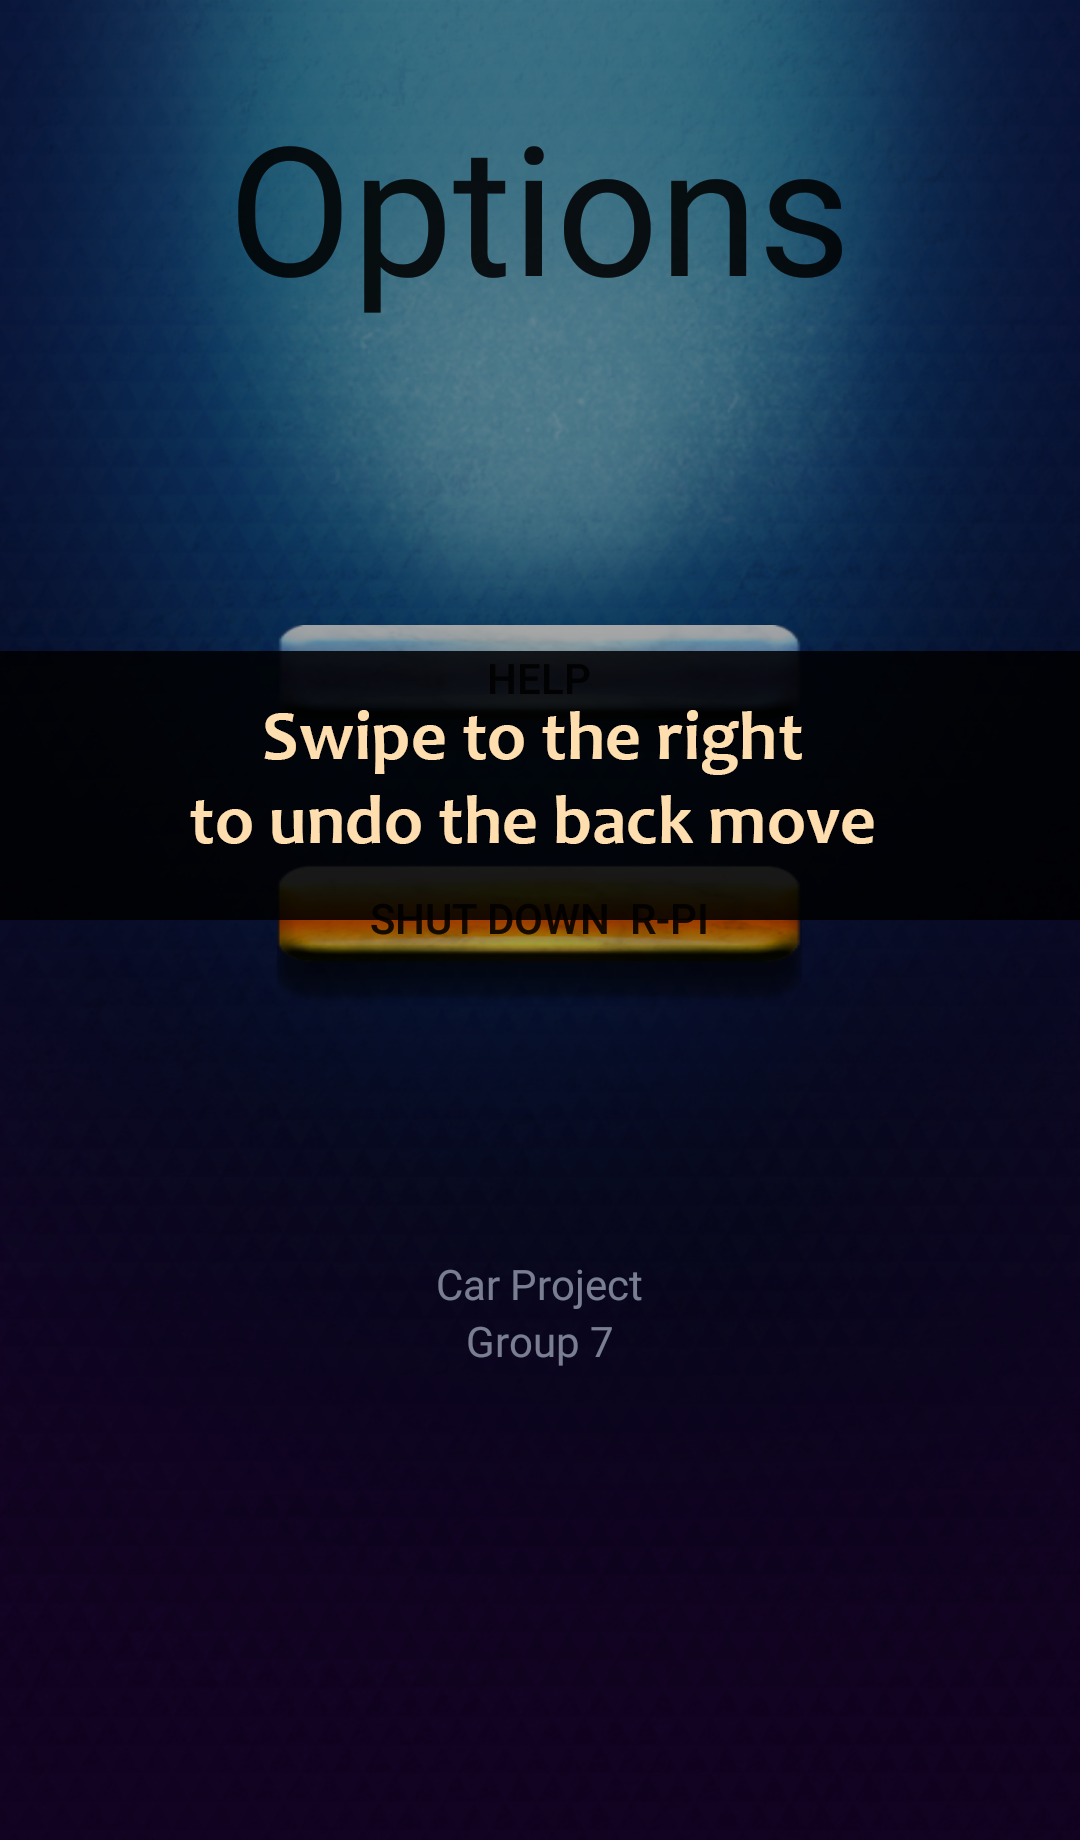 Options
HELP
Swipe to the right
to undo the back move
SHUT DOWN R-PI
Car Project
Group 7